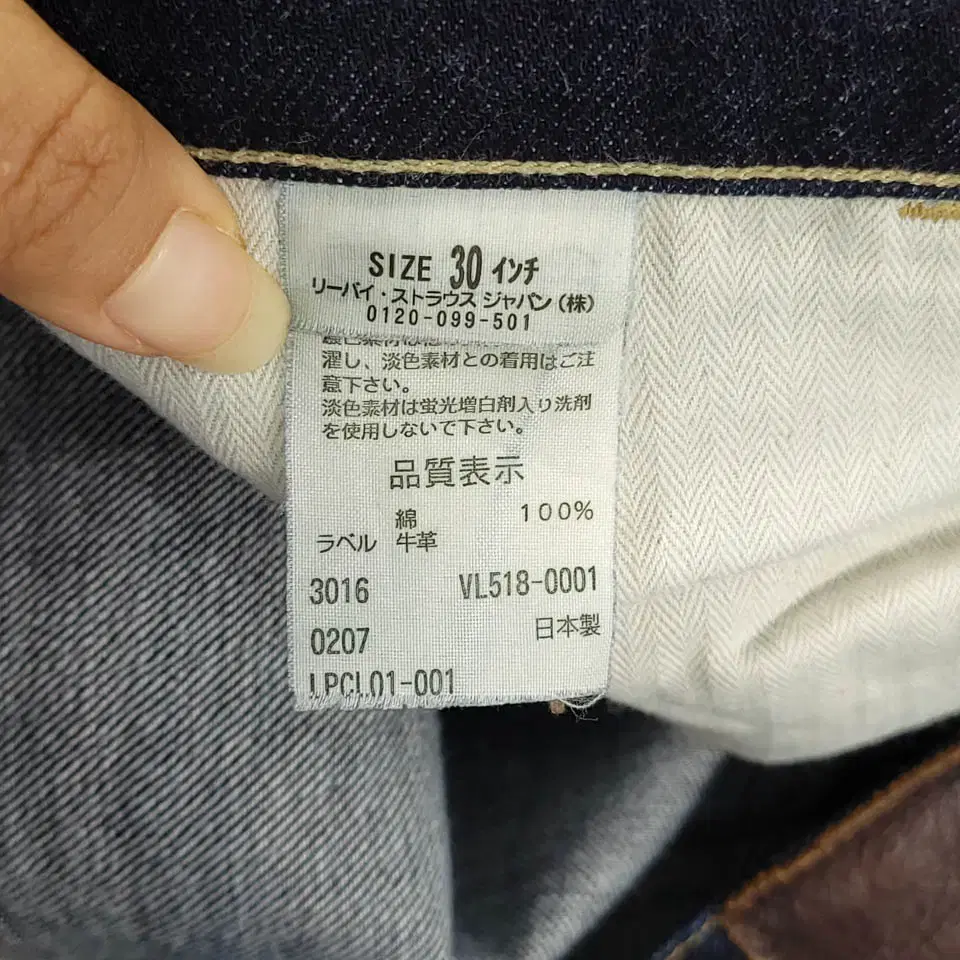 SIZE 30 インチ
リーバイ・ストラウス ジャパン(株)
0120-099-501
濯し、淡色素材との着用はご注
意下さい。
淡色素材は蛍光増白剤入り洗剤
を使用しないで下さい。
品質表示
綿 100%
ラベル 牛革
3016 VL518-0001
0207 日本製
LPCL01-001